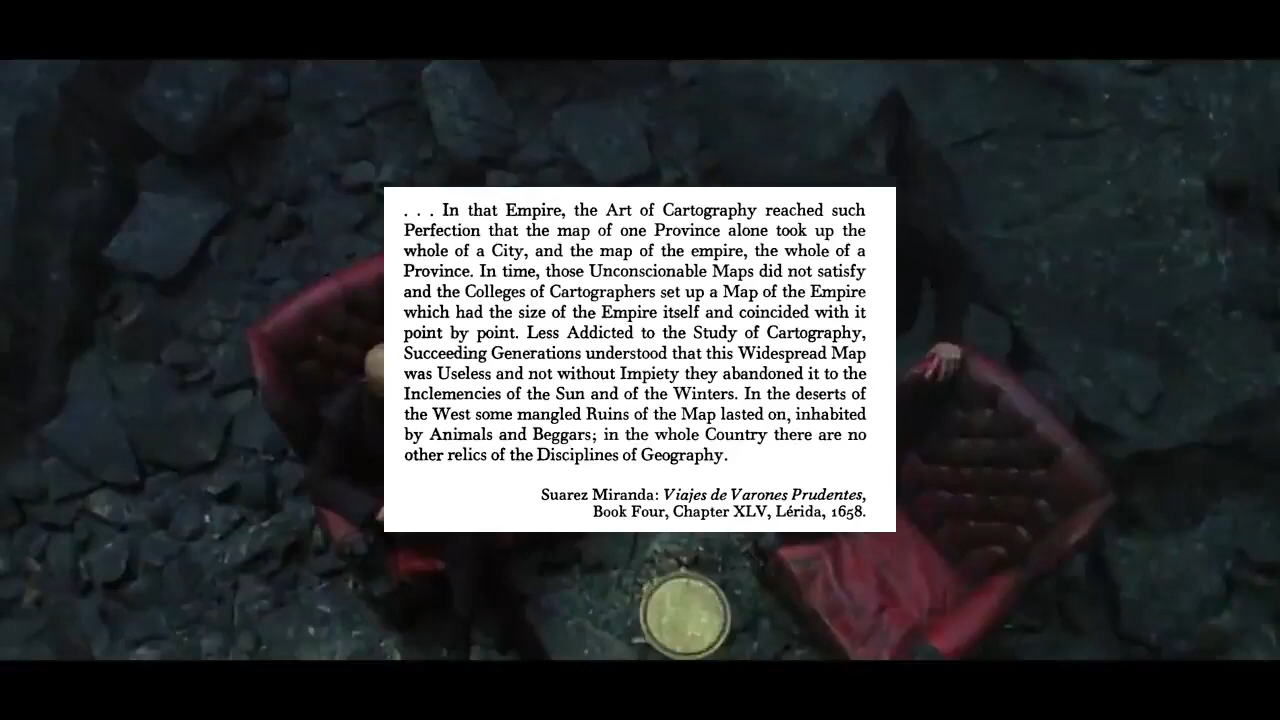 . . . In that Empire, the Art of Cartography reached such
Perfection that the map of one Province alone took up the
whole of a City, and the map of the empire, the whole of a
Province. In time, those Unconscionable Maps did not satisfy
and the Colleges of Cartographers set up a Map of the Empire
which had the size of the Empire itself and coincided with it
point by point. Less Addicted to the Study of Cartography,
Succeeding Generations understood that this Widespread Map
was Useless and not without Impiety they abandoned it to the
Inclemencies of the Sun and of the Winters. In the deserts of
the West some mangled Ruins of the Map lasted on, inhabited
by Animals and Beggars; in the whole Country there are no
other relics of the Disciplines of Geography.
Suarez Miranda: Viajes de Varones Prudentes,
Book Four, Chapter XLV, Lérida, 1658.